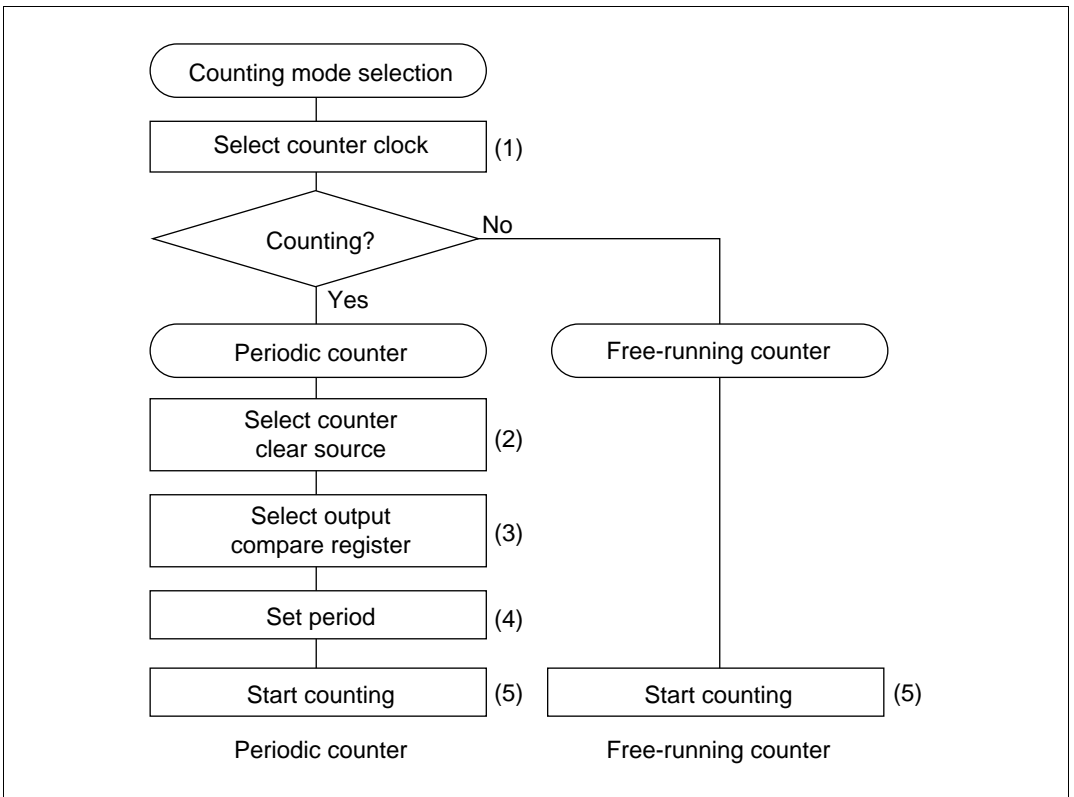 Counting mode selection
Select counter clock
(1)
Counting?
No
Yes
Periodic counter
Free-running counter
Select counter
clear source
(2)
Select output
compare register
(3)
Set period
(4)
Start counting
(5)
Start counting
(5)
Periodic counter
Free-running counter